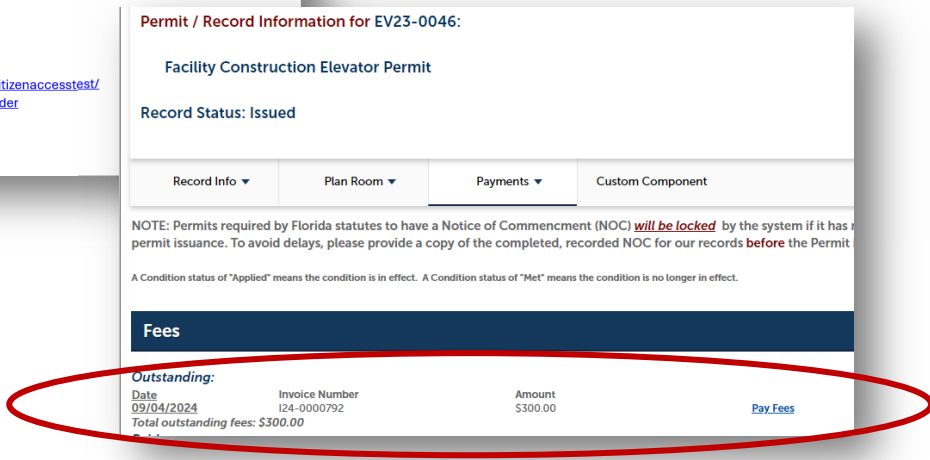 itizenaccesstest/
der
Permit / Record Information for EV23-0046:
Facility Construction Elevator Permit
Record Status: Issued
Record Info ▼ Plan Room ▼ Payments ▼ Custom Component
NOTE: Permits required by Florida statutes to have a Notice of Commencment (NOC) will be locked by the system if it has
permit issuance. To avoid delays, please provide a copy of the completed, recorded NOC for our records before the Permit
A Condition status of "Applied" means the condition is in effect. A Condition status of "Met" means the condition is no longer in effect.
Fees
Outstanding:
Date Invoice Number Amount
09/04/2024 I24-0000792 $300.00 Pay Fees
Total outstanding fees: $300.00